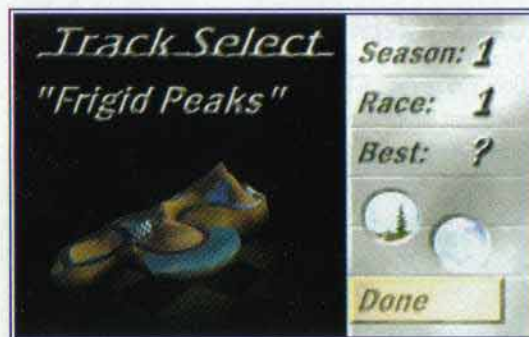 Track Select
"Frigid Peaks"
Season: 1
Race: 1
Best: ?
Done